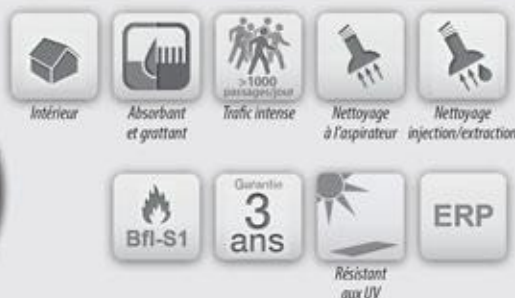 >1000
passages/jour
Intérieur
Absorbant
et grattant
Trafic intense
Nettoyage
à l'aspirateur
Nettoyage
injection/extraction
Bfl-S1
Garantie
3
ans
Résistant
aux UV
ERP